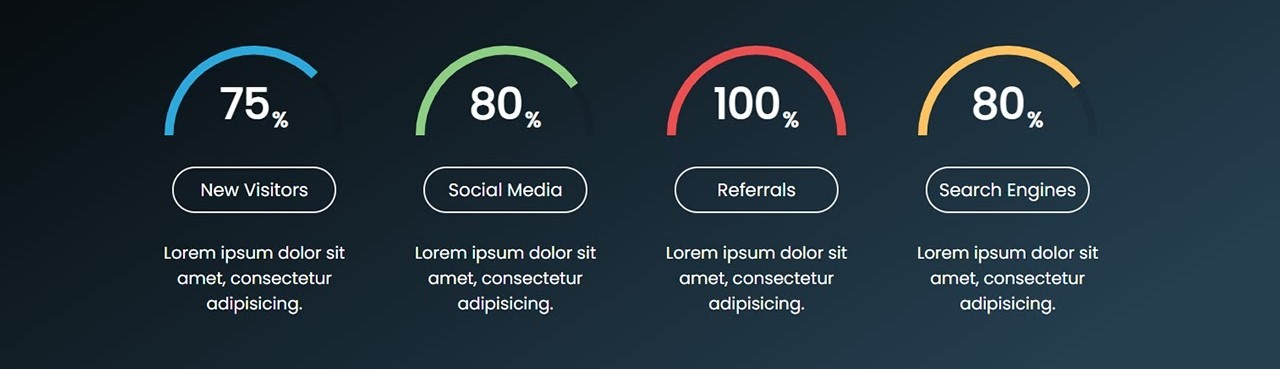 75%
80%
100%
80%
New Visitors
Social Media
Referrals
Search Engines
Lorem ipsum dolor sit
amet, consectetur
adipisicing.
Lorem ipsum dolor sit
amet, consectetur
adipisicing.
Lorem ipsum dolor sit
amet, consectetur
adipisicing.
Lorem ipsum dolor sit
amet, consectetur
adipisicing.